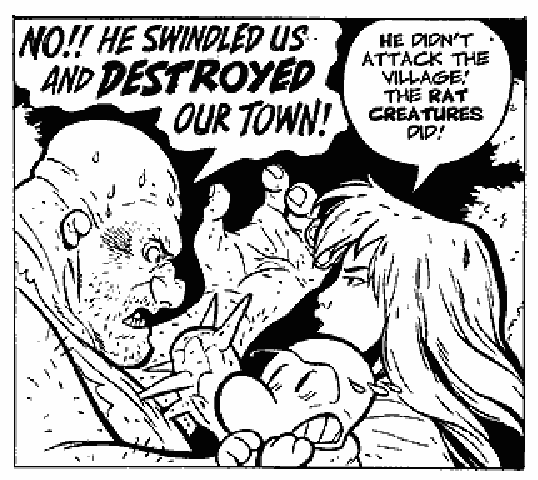 NO!! HE SWINDLED US
AND DESTROYED
OUR TOWN!
HE DIDN'T
ATTACK THE
VILLAGE!
THE RAT
CREATURES
DID!